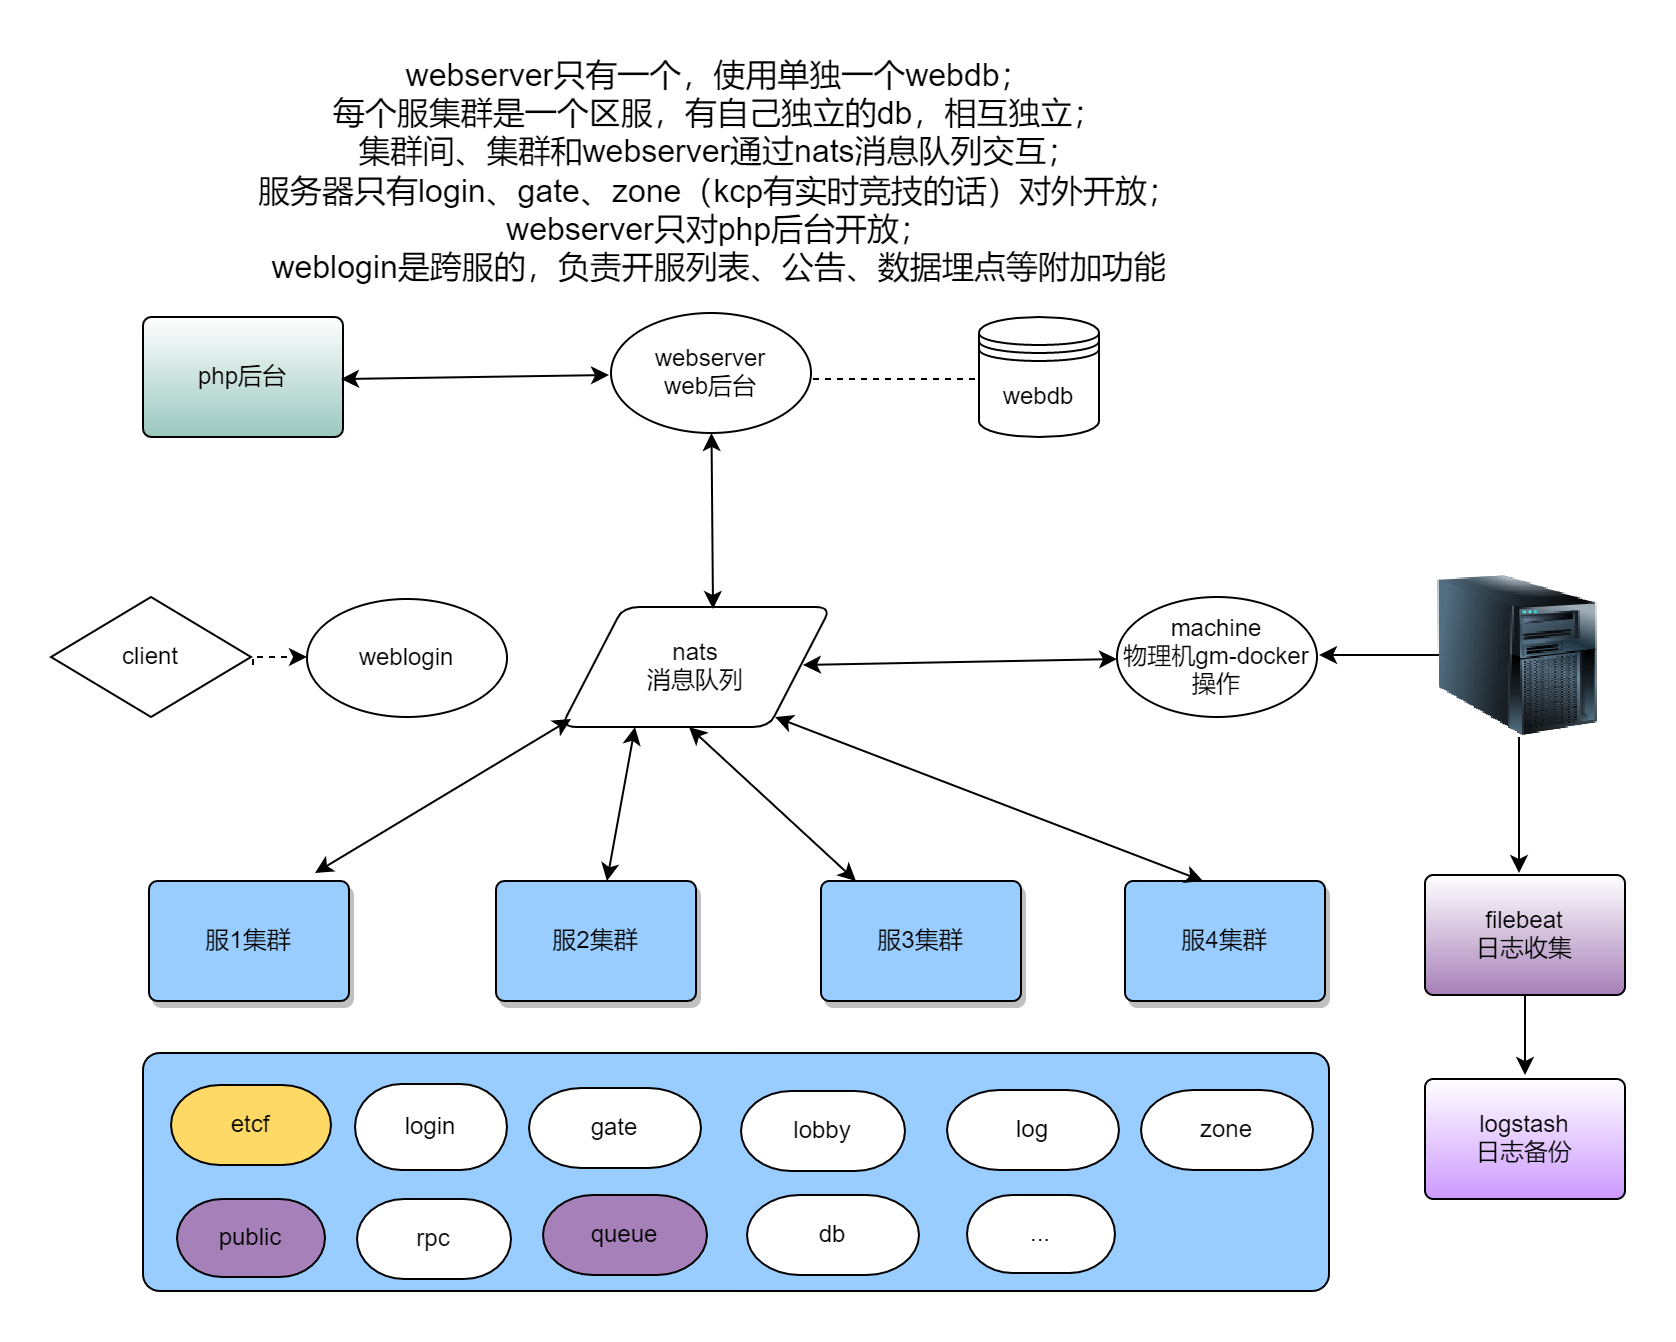 webserver只有一个，使用单独一个webdb；
每个服集群是一个区服，有自己独立的db，相互独立；
集群间、集群和webserver通过nats消息队列交互；
服务器只有login、gate、zone（kcp有实时竞技的话）对外开放；
webserver只对php后台开放；
weblogin是跨服的，负责开服列表、公告、数据埋点等附加功能
php后台
webserver
web后台
webdb
client
weblogin
nats
消息队列
machine
物理机gm-docker
操作
服1集群
服2集群
服3集群
服4集群
filebeat
日志收集
etcf
login
gate
lobby
log
zone
logstash
日志备份
public
rpc
queue
db
...